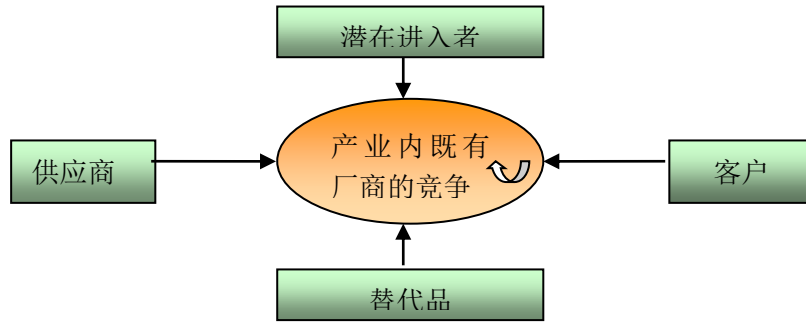 潜在进入者
产业内既有
厂商的竞争
供应商
客户
替代品